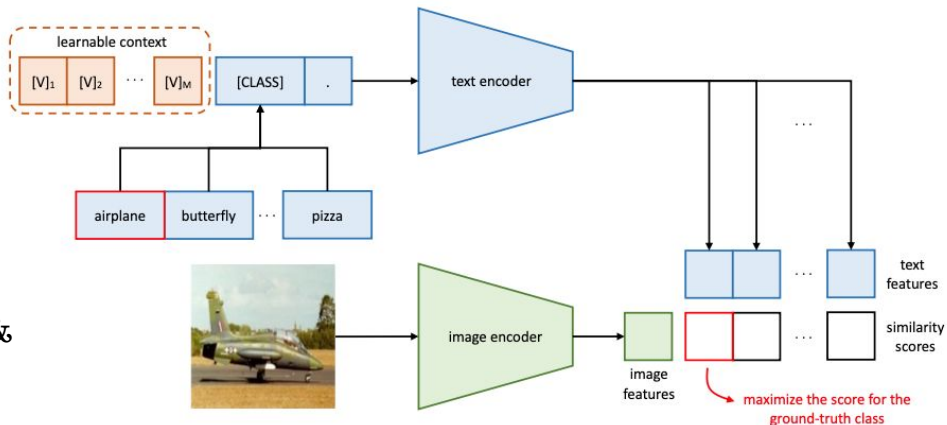 learnable context
[V]₁ [V]₂ ... [V]ₘ [CLASS] .
text encoder
...
airplane butterfly ... pizza
...
text
features
&
image encoder
...
similarity
scores
image
features
maximize the score for the
ground-truth class